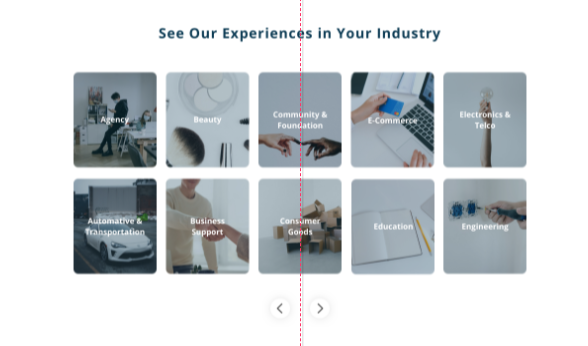 See Our Experiences in Your Industry
Agency
Beauty
Community &
Foundation
E-Commerce
Electronics &
Telco
Automative &
Transportation
Business
Support
Consumer
Goods
Education
Engineering